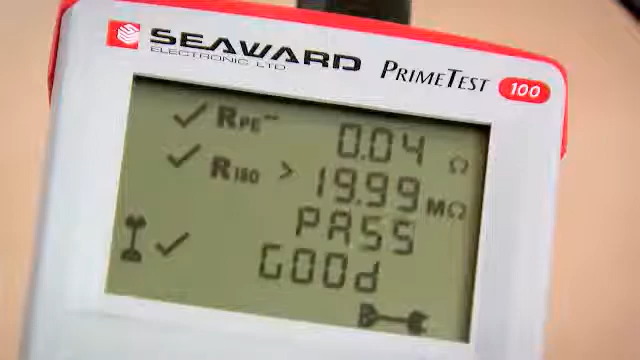 SEAWARD
ELECTRONIC LTD
PRIMETEST 100
✓ RPE 0.04 Ω
✓ RISO > 19.99 MΩ
PASS
✓ GOOd